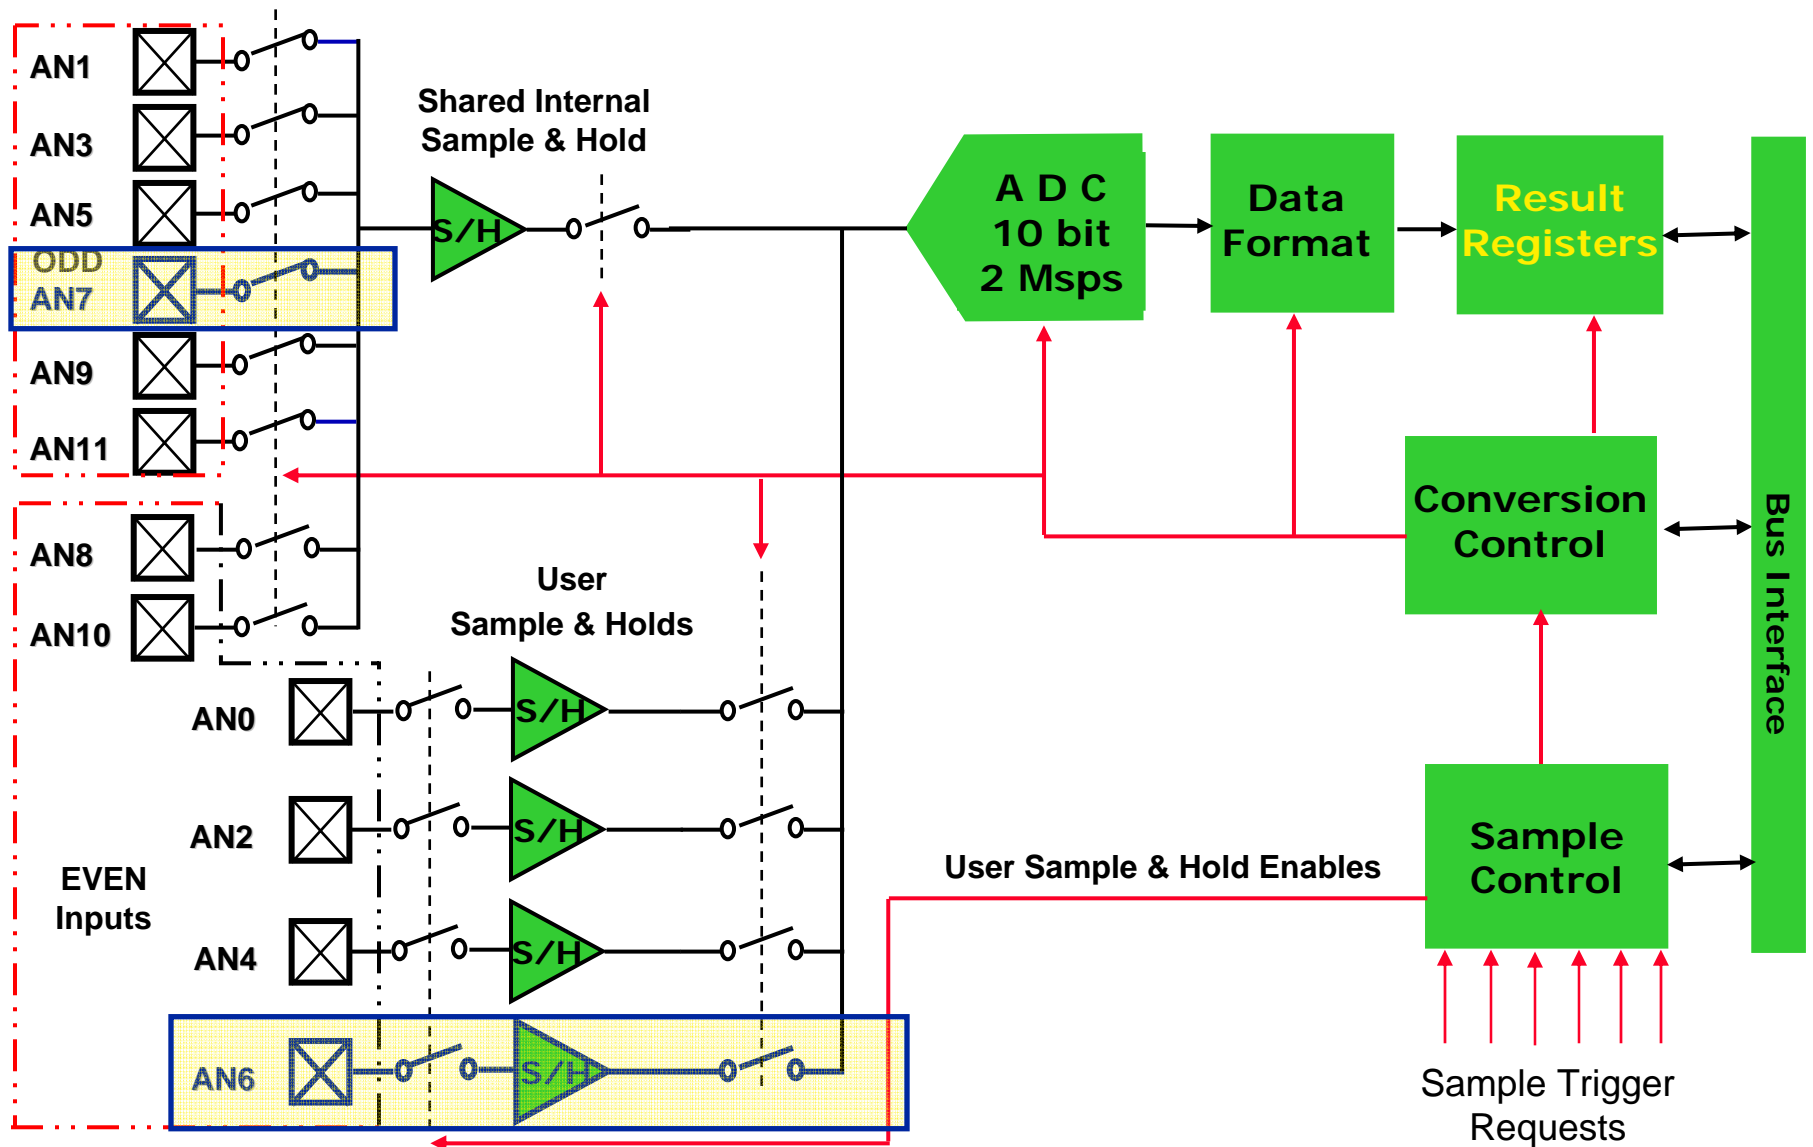 AN1
AN3
AN5
ODD
AN7
AN9
AN11
AN8
AN10
Shared Internal
Sample & Hold
S/H
A D C
10 bit
2 Msps
Data
Format
Result
Registers
Conversion
Control
Bus Interface
User
Sample & Holds
AN0
S/H
AN2
S/H
EVEN
Inputs
AN4
S/H
AN6
S/H
User Sample & Hold Enables
Sample
Control
Sample Trigger
Requests